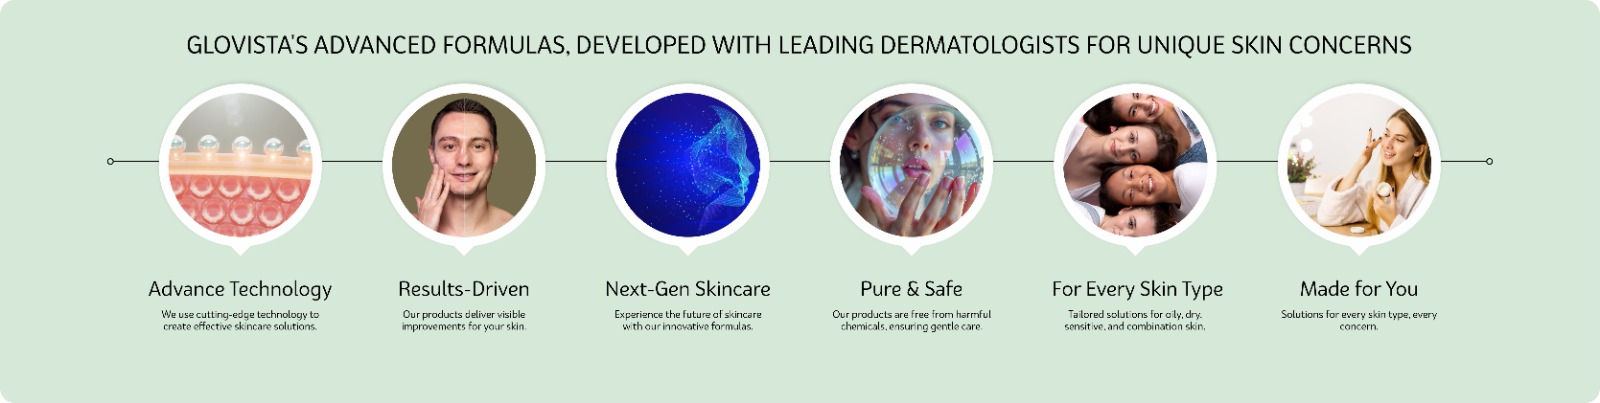 GLOVISTA'S ADVANCED FORMULAS, DEVELOPED WITH LEADING DERMATOLOGISTS FOR UNIQUE SKIN CONCERNS
Advance Technology
We use cutting-edge technology to
create effective skincare solutions.
Results-Driven
Our products deliver visible
improvements for your skin.
Next-Gen Skincare
Experience the future of skincare
with our innovative formulas.
Pure & Safe
Our products are free from harmful
chemicals, ensuring gentle care.
For Every Skin Type
Tailored solutions for oily, dry,
sensitive, and combination skin.
Made for You
Solutions for every skin type, every
concern.